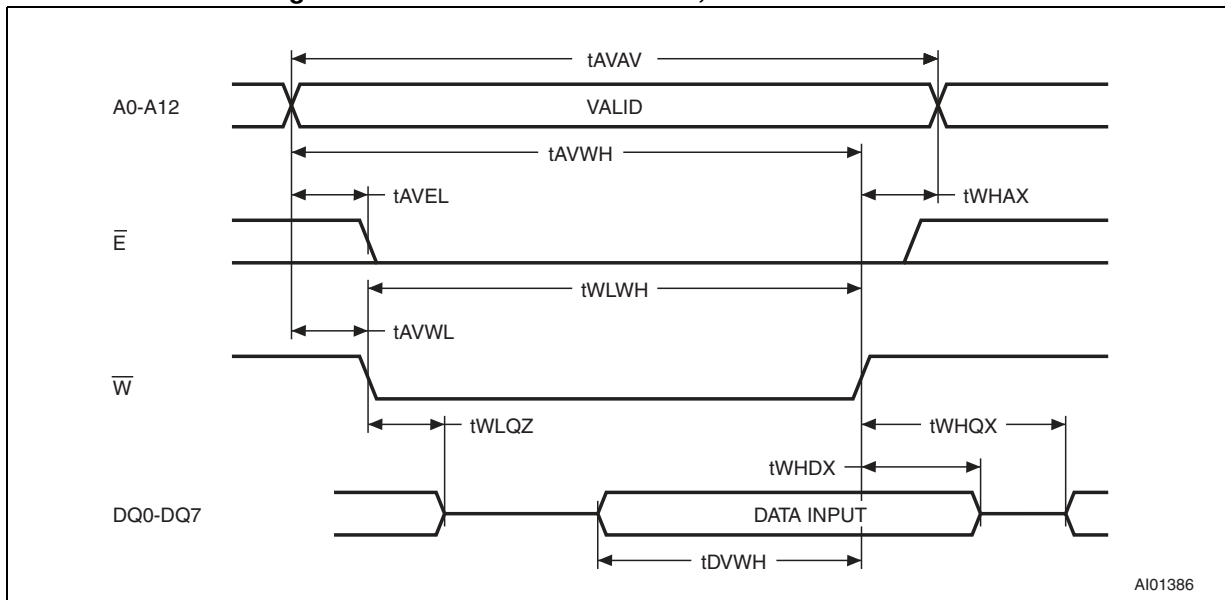 tAVAV
A0-A12
VALID
tAVWH
tAVEL
tWHAX
E̅
tWLWH
tAVWL
W̅
tWLQZ
tWHQX
tWHDX
DQ0-DQ7
DATA INPUT
tDVWH
AI01386